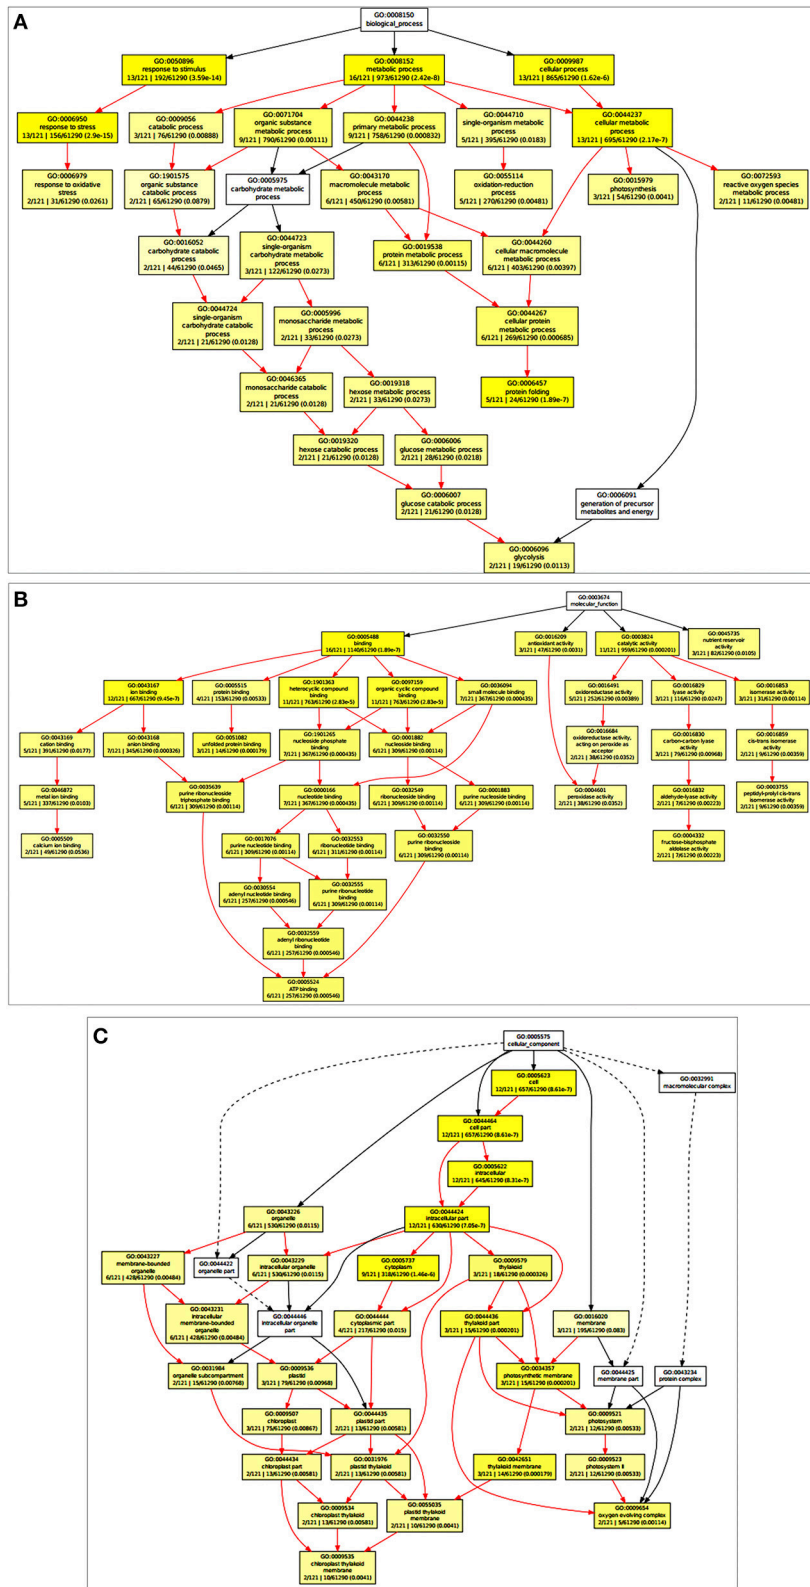 A
GO:0008150
biological_process
GO:0050896
response to stimulus
13/121 | 192/61290 (3.59e-14)
GO:0008152
metabolic process
16/121 | 973/61290 (2.42e-8)
GO:0009987
cellular process
13/121 | 865/61290 (1.62e-6)
GO:0006950
response to stress
13/121 | 156/61290 (2.9e-15)
GO:0009056
catabolic process
3/121 | 76/61290 (0.00888)
GO:0071704
organic substance
metabolic process
9/121 | 790/61290 (0.00111)
GO:0044238
primary metabolic process
9/121 | 758/61290 (0.000832)
GO:0044710
single-organism metabolic
process
5/121 | 395/61290 (0.0183)
GO:0044237
cellular metabolic
process
13/121 | 695/61290 (2.17e-7)
GO:0006979
response to oxidative
stress
2/121 | 31/61290 (0.0261)
GO:1901575
organic substance
catabolic process
2/121 | 65/61290 (0.0879)
GO:0005975
carbohydrate metabolic
process
GO:0043170
macromolecule metabolic
process
6/121 | 450/61290 (0.00581)
GO:0055114
oxidation-reduction
process
5/121 | 270/61290 (0.00481)
GO:0015979
photosynthesis
3/121 | 54/61290 (0.0041)
GO:0072593
reactive oxygen species
metabolic process
2/121 | 11/61290 (0.00481)
GO:0016052
carbohydrate catabolic
process
2/121 | 44/61290 (0.0465)
GO:0044723
single-organism
carbohydrate metabolic
process
3/121 | 122/61290 (0.0273)
GO:0019538
protein metabolic process
6/121 | 313/61290 (0.00115)
GO:0044260
cellular macromolecule
metabolic process
6/121 | 403/61290 (0.00397)
GO:0044724
single-organism
carbohydrate catabolic
process
2/121 | 21/61290 (0.0128)
GO:0005996
monosaccharide metabolic
process
2/121 | 33/61290 (0.0273)
GO:0044267
cellular protein
metabolic process
6/121 | 269/61290 (0.000685)
GO:0046365
monosaccharide catabolic
process
2/121 | 21/61290 (0.0128)
GO:0019318
hexose metabolic process
2/121 | 33/61290 (0.0273)
GO:0006457
protein folding
5/121 | 24/61290 (1.89e-7)
GO:0019320
hexose catabolic process
2/121 | 21/61290 (0.0128)
GO:0006006
glucose metabolic process
2/121 | 28/61290 (0.0218)
GO:0006007
glucose catabolic process
2/121 | 21/61290 (0.0128)
GO:0006091
generation of precursor
metabolites and energy
GO:0006096
glycolysis
2/121 | 19/61290 (0.0113)
B
GO:0003674
molecular_function
GO:0005488
binding
16/121 | 1140/61290 (1.89e-7)
GO:0016209
antioxidant activity
3/121 | 47/61290 (0.0031)
GO:0003824
catalytic activity
11/121 | 959/61290 (0.000201)
GO:0045735
nutrient reservoir
activity
3/121 | 82/61290 (0.0105)
GO:0043167
ion binding
12/121 | 667/61290 (9.45e-7)
GO:0005515
protein binding
4/121 | 153/61290 (0.00533)
GO:1901363
heterocyclic compound
binding
11/121 | 763/61290 (2.83e-5)
GO:0097159
organic cyclic compound
binding
11/121 | 763/61290 (2.83e-5)
GO:0036094
small molecule binding
7/121 | 367/61290 (0.000435)
GO:0016491
oxidoreductase activity
5/121 | 252/61290 (0.00389)
GO:0016829
lyase activity
3/121 | 116/61290 (0.0247)
GO:0016853
isomerase activity
3/121 | 31/61290 (0.00114)
GO:0043169
cation binding
5/121 | 391/61290 (0.0177)
GO:0043168
anion binding
7/121 | 345/61290 (0.000326)
GO:0051082
unfolded protein binding
3/121 | 14/61290 (0.000179)
GO:1901265
nucleoside phosphate
binding
7/121 | 367/61290 (0.000435)
GO:0001882
nucleoside binding
6/121 | 309/61290 (0.00114)
GO:0016684
oxidoreductase activity,
acting on peroxide as
acceptor
2/121 | 38/61290 (0.0352)
GO:0016830
carbon-carbon lyase
activity
3/121 | 79/61290 (0.00968)
GO:0016859
cis-trans isomerase
activity
2/121 | 9/61290 (0.00359)
GO:0046872
metal ion binding
5/121 | 337/61290 (0.0103)
GO:0035639
purine ribonucleoside
triphosphate binding
6/121 | 309/61290 (0.00114)
GO:0000166
nucleotide binding
7/121 | 367/61290 (0.000435)
GO:0032549
ribonucleoside binding
6/121 | 309/61290 (0.00114)
GO:0001883
purine nucleoside binding
6/121 | 309/61290 (0.00114)
GO:0004601
peroxidase activity
2/121 | 38/61290 (0.0352)
GO:0016832
aldehyde-lyase activity
2/121 | 7/61290 (0.00223)
GO:0003755
peptidyl-prolyl cis-trans
isomerase activity
2/121 | 9/61290 (0.00359)
GO:0005509
calcium ion binding
2/121 | 49/61290 (0.0536)
GO:0017076
purine nucleotide binding
6/121 | 309/61290 (0.00114)
GO:0032553
ribonucleotide binding
6/121 | 311/61290 (0.00114)
GO:0032550
purine ribonucleoside
binding
6/121 | 309/61290 (0.00114)
GO:0004332
fructose-bisphosphate
aldolase activity
2/121 | 7/61290 (0.00223)
GO:0030554
adenyl nucleotide binding
6/121 | 257/61290 (0.000546)
GO:0032555
purine ribonucleotide
binding
6/121 | 309/61290 (0.00114)
GO:0032559
adenyl ribonucleotide
binding
6/121 | 257/61290 (0.000546)
GO:0005524
ATP binding
6/121 | 257/61290 (0.000546)
C
GO:0005575
cellular_component
GO:0005623
cell
12/121 | 657/61290 (8.61e-7)
GO:0032991
macromolecular complex
GO:0044464
cell part
12/121 | 657/61290 (8.61e-7)
GO:0005622
intracellular
12/121 | 645/61290 (8.31e-7)
GO:0043226
organelle
6/121 | 530/61290 (0.0115)
GO:0044424
intracellular part
12/121 | 630/61290 (7.05e-7)
GO:0043227
membrane-bounded
organelle
6/121 | 428/61290 (0.00484)
GO:0044422
organelle part
GO:0043229
intracellular organelle
6/121 | 530/61290 (0.0115)
GO:0005737
cytoplasm
9/121 | 318/61290 (1.46e-6)
GO:0009579
thylakoid
3/121 | 18/61290 (0.000326)
GO:0043231
intracellular
membrane-bounded
organelle
6/121 | 428/61290 (0.00484)
GO:0044446
intracellular organelle
part
GO:0044444
cytoplasmic part
4/121 | 217/61290 (0.015)
GO:0044436
thylakoid part
3/121 | 15/61290 (0.000201)
GO:0016020
membrane
3/121 | 195/61290 (0.083)
GO:0031984
organelle subcompartment
2/121 | 15/61290 (0.00768)
GO:0009536
plastid
3/121 | 79/61290 (0.00968)
GO:0034357
photosynthetic membrane
3/121 | 15/61290 (0.000201)
GO:0044425
membrane part
GO:0043234
protein complex
GO:0009507
chloroplast
3/121 | 75/61290 (0.00867)
GO:0044435
plastid part
2/121 | 13/61290 (0.00581)
GO:0009521
photosystem
2/121 | 12/61290 (0.00533)
GO:0044434
chloroplast part
2/121 | 13/61290 (0.00581)
GO:0031976
plastid thylakoid
2/121 | 13/61290 (0.00581)
GO:0042651
thylakoid membrane
3/121 | 14/61290 (0.000179)
GO:0009523
photosystem II
2/121 | 12/61290 (0.00533)
GO:0009534
chloroplast thylakoid
2/121 | 13/61290 (0.00581)
GO:0055035
plastid thylakoid
membrane
2/121 | 10/61290 (0.0041)
GO:0009654
oxygen evolving complex
2/121 | 5/61290 (0.00114)
GO:0009535
chloroplast thylakoid
membrane
2/121 | 10/61290 (0.0041)